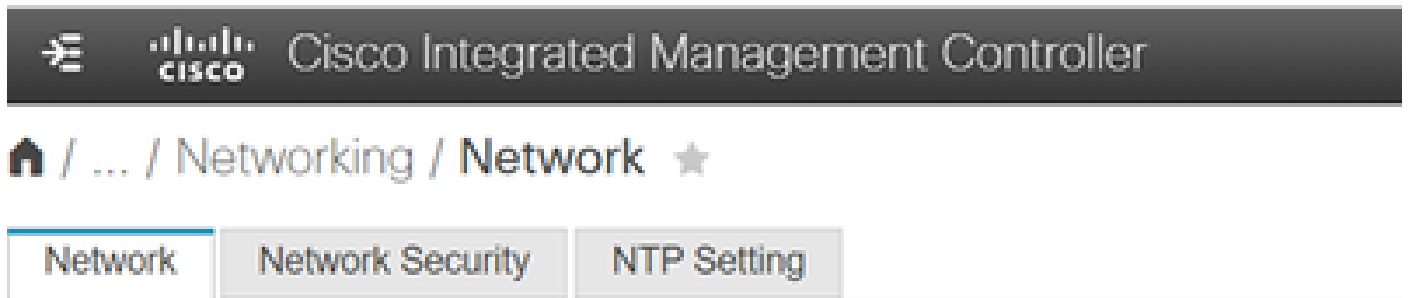 CISCO Cisco Integrated Management Controller
/ ... / Networking / Network
Network Network Security NTP Setting